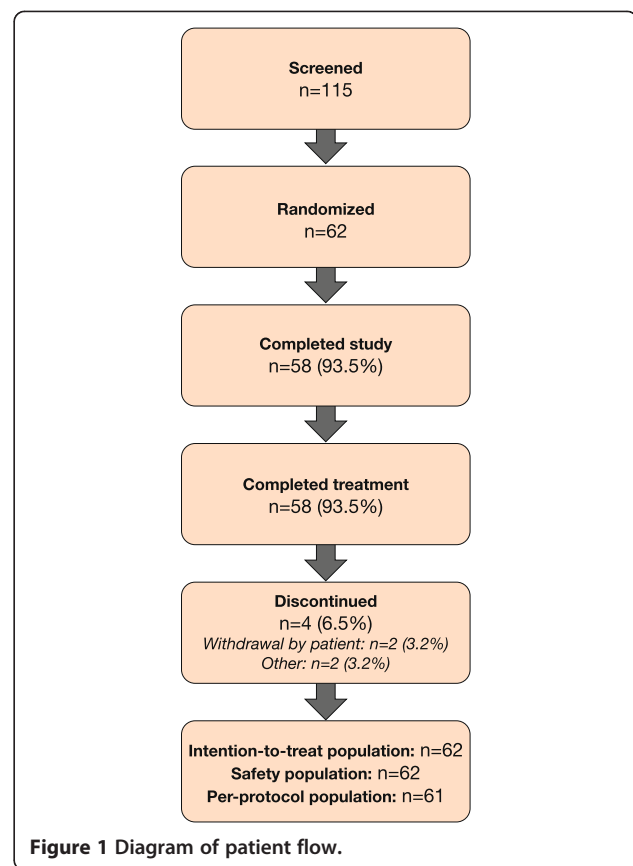 Screened
n=115
Randomized
n=62
Completed study
n=58 (93.5%)
Completed treatment
n=58 (93.5%)
Discontinued
n=4 (6.5%)
Withdrawal by patient: n=2 (3.2%)
Other: n=2 (3.2%)
Intention-to-treat population: n=62
Safety population: n=62
Per-protocol population: n=61
Figure 1 Diagram of patient flow.